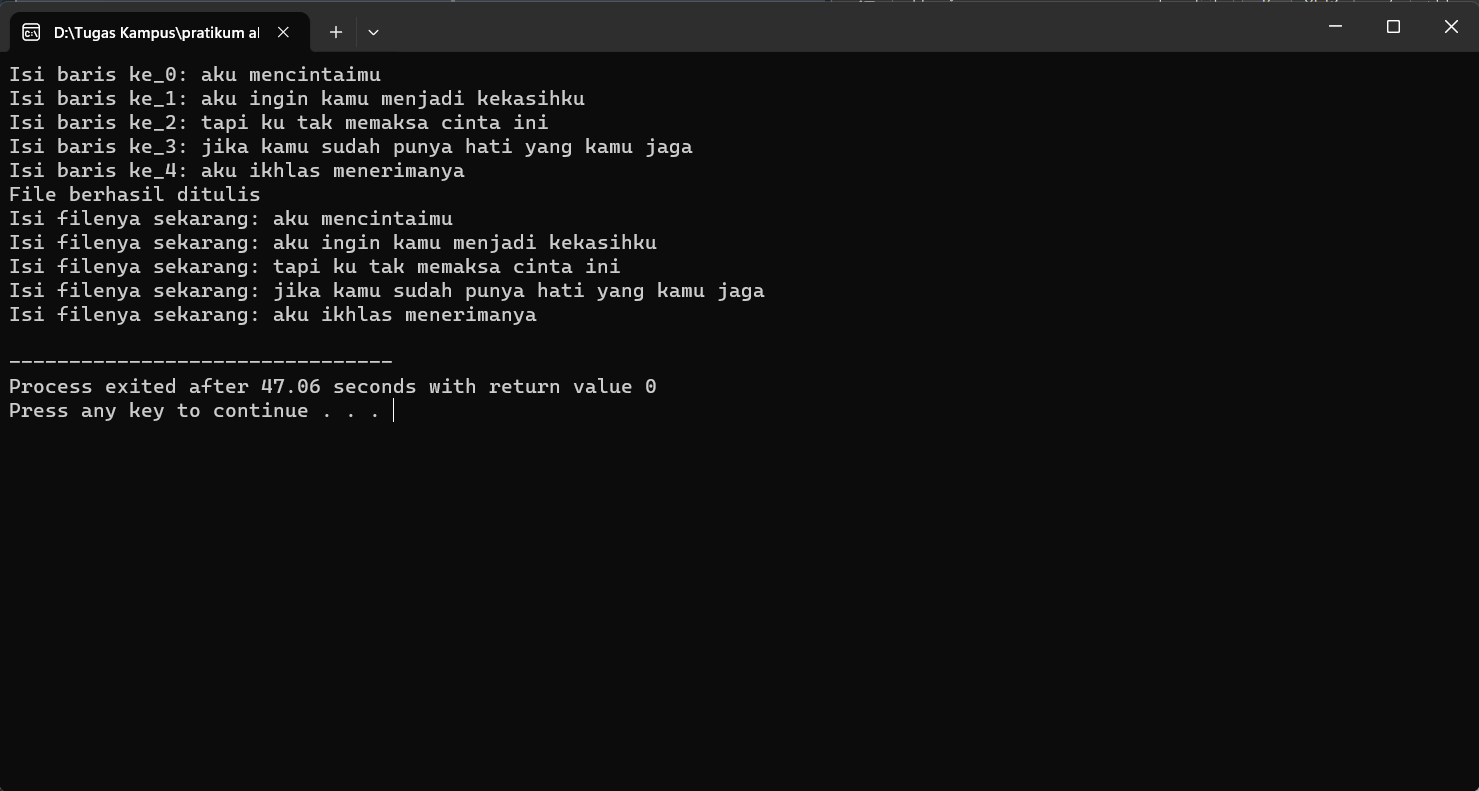 D:\Tugas Kampus\pratikum al
Isi baris ke_0: aku mencintaimu
Isi baris ke_1: aku ingin kamu menjadi kekasihku
Isi baris ke_2: tapi ku tak memaksa cinta ini
Isi baris ke_3: jika kamu sudah punya hati yang kamu jaga
Isi baris ke_4: aku ikhlas menerimanya
File berhasil ditulis
Isi filenya sekarang: aku mencintaimu
Isi filenya sekarang: aku ingin kamu menjadi kekasihku
Isi filenya sekarang: tapi ku tak memaksa cinta ini
Isi filenya sekarang: jika kamu sudah punya hati yang kamu jaga
Isi filenya sekarang: aku ikhlas menerimanya
--------------------------------
Process exited after 47.06 seconds with return value 0
Press any key to continue . . .